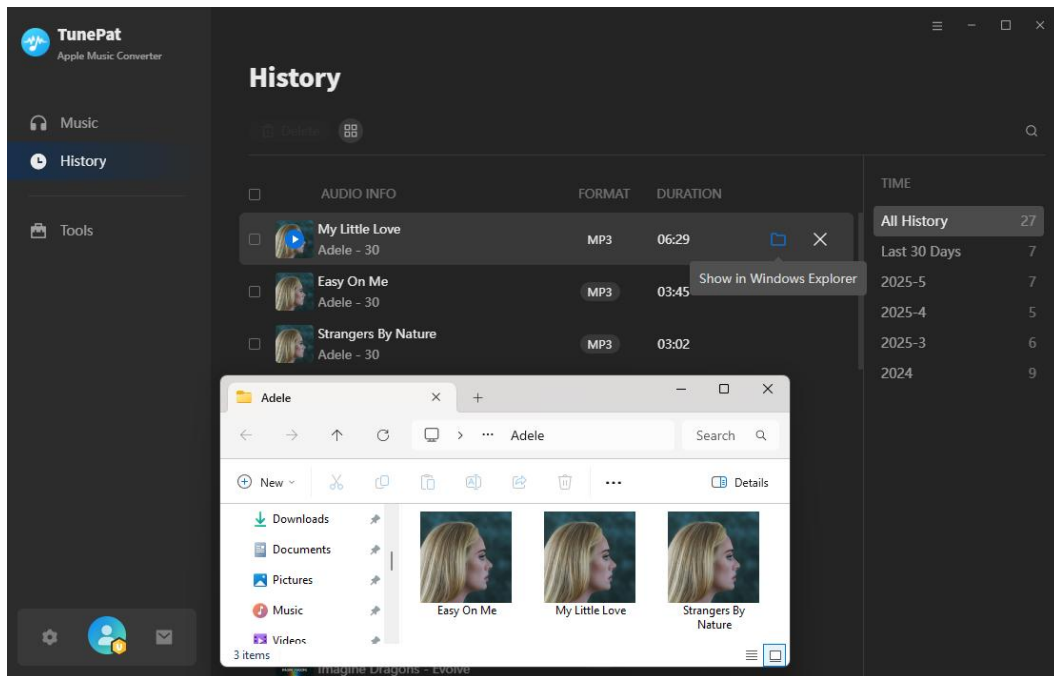 TunePat
Apple Music Converter
Music
History
Tools
History
Delete
AUDIO INFO FORMAT DURATION
My Little Love
Adele - 30
MP3 06:29
Show in Windows Explorer
Easy On Me
Adele - 30
MP3 03:45
Strangers By Nature
Adele - 30
MP3 03:02
TIME
All History 27
Last 30 Days 7
2025-5 7
2025-4 5
2025-3 6
2024 9
Adele
Adele
Search
New
Details
Downloads
Documents
Pictures
Music
Videos
Easy On Me
My Little Love
Strangers By
Nature
3 items
Imagine Dragons - Evolve